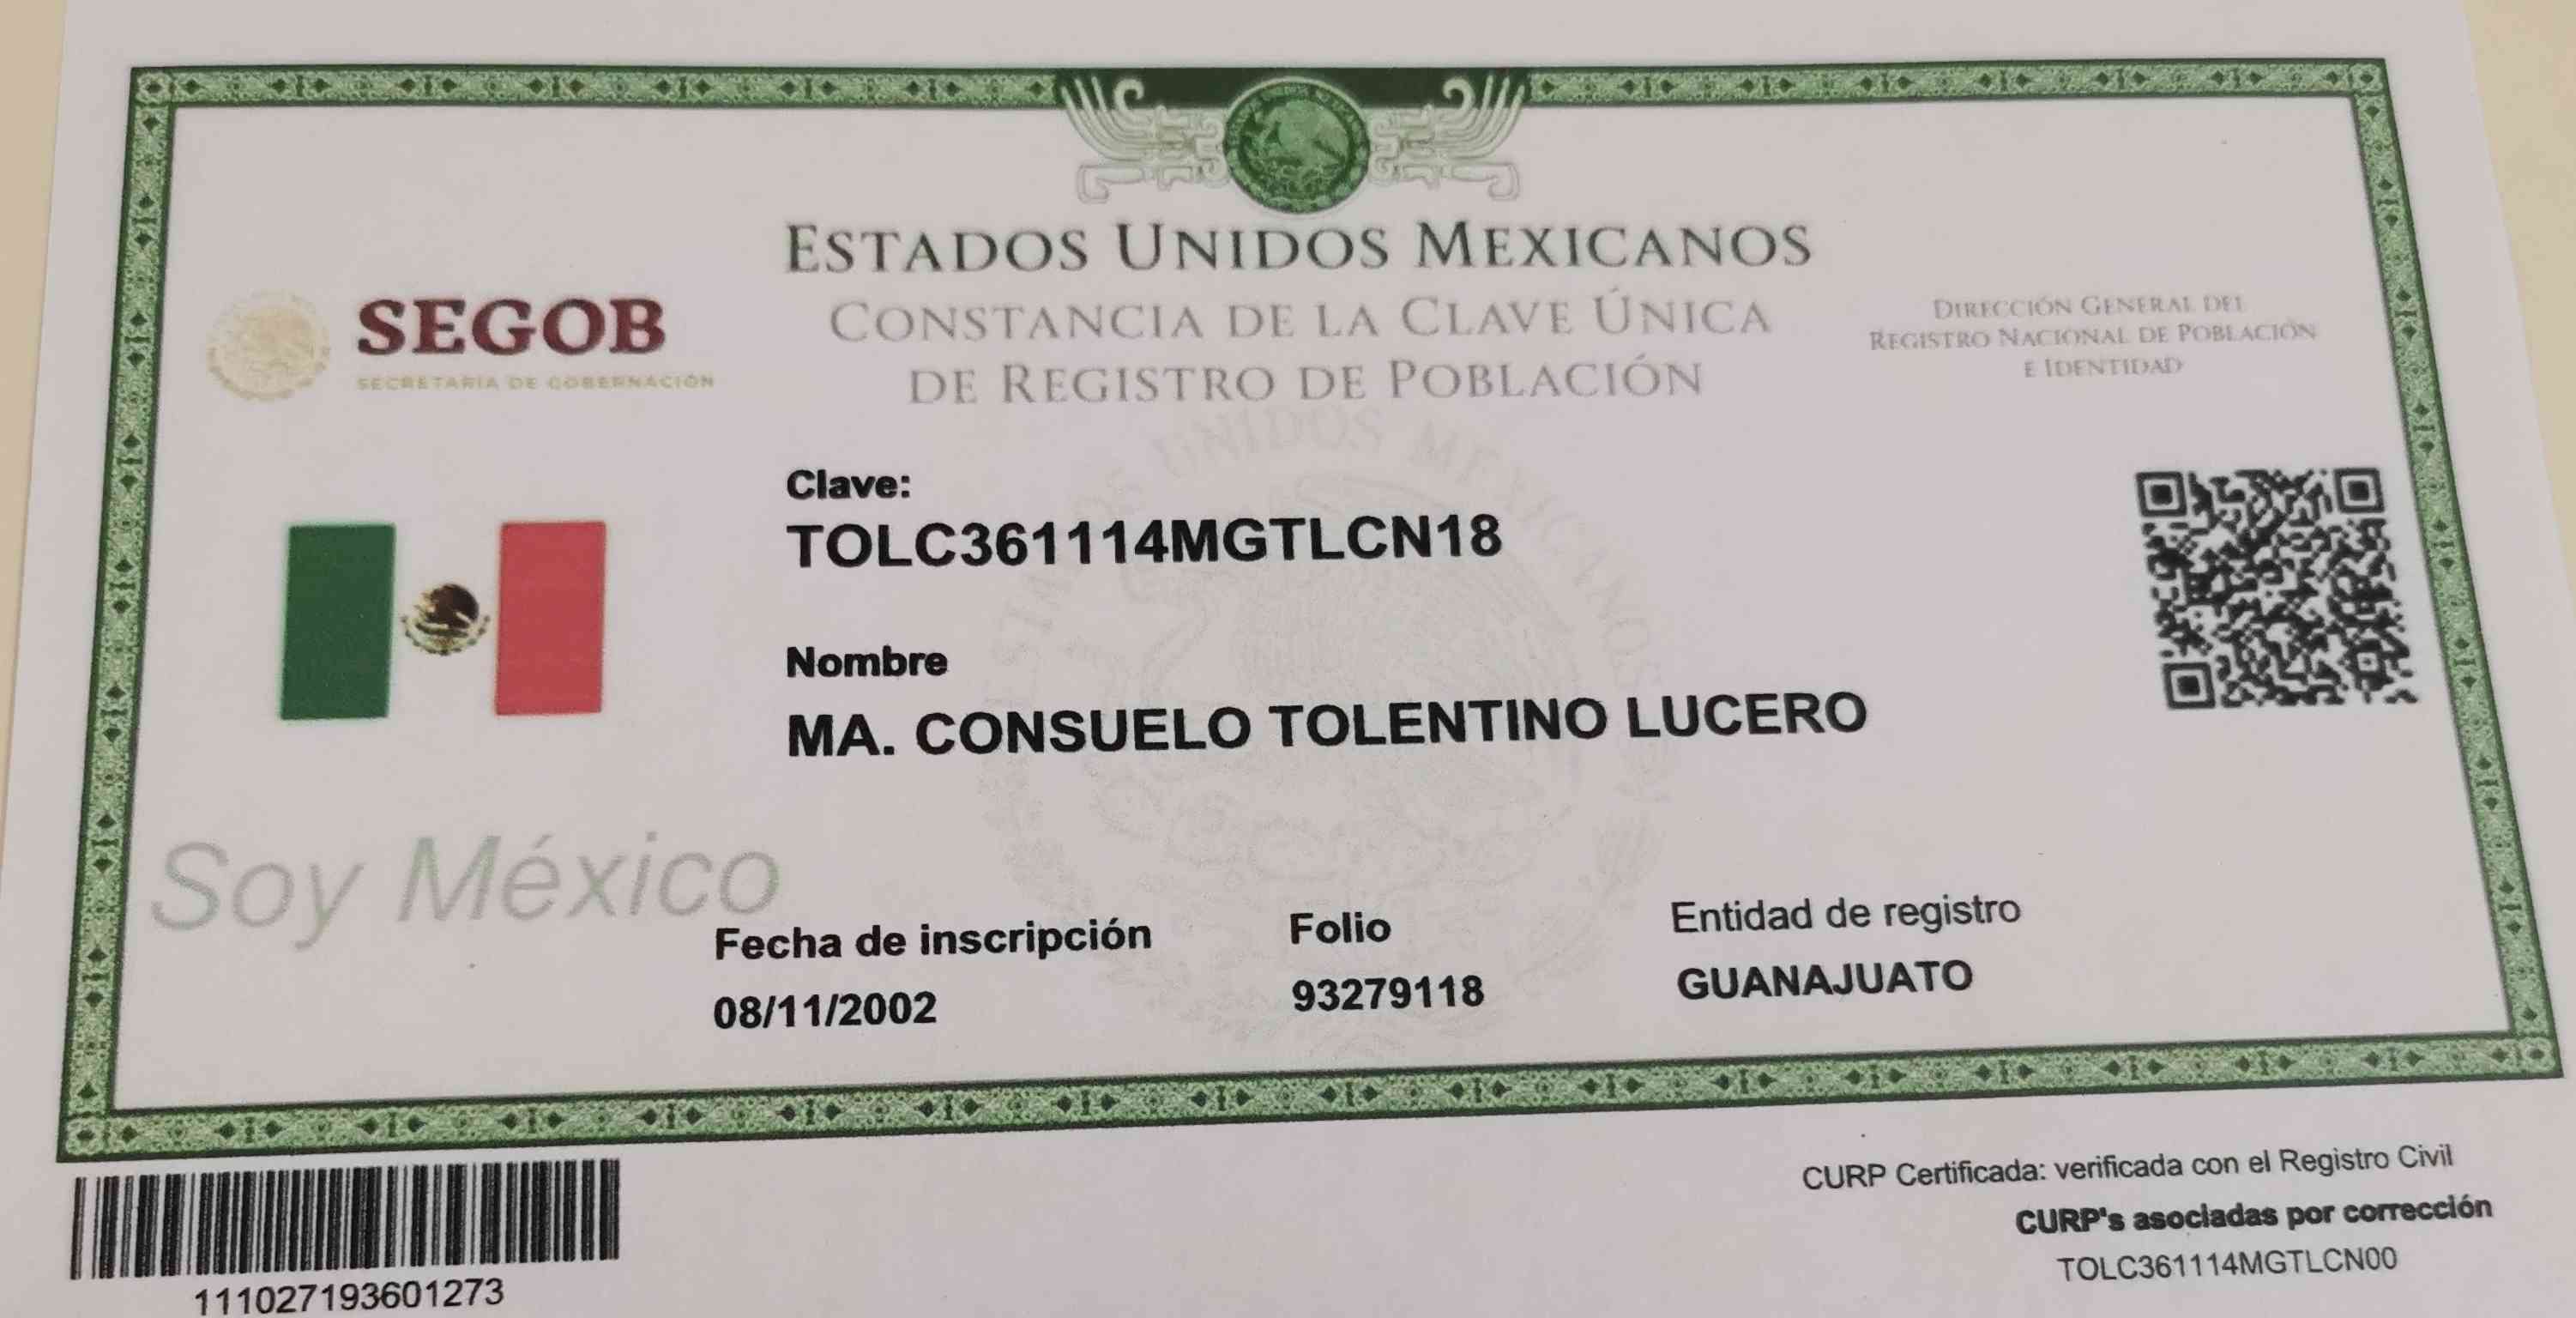 ESTADOS UNIDOS MEXICANOS
CONSTANCIA DE LA CLAVE ÚNICA
DE REGISTRO DE POBLACIÓN
SEGOB
SECRETARÍA DE GOBERNACIÓN
DIRECCIÓN GENERAL DEL
REGISTRO NACIONAL DE POBLACIÓN
E IDENTIDAD
Clave:
TOLC361114MGTLCN18
Nombre
MA. CONSUELO TOLENTINO LUCERO
Soy México
Fecha de inscripción
08/11/2002
Folio
93279118
Entidad de registro
GUANAJUATO
111027193601273
CURP Certificada: verificada con el Registro Civil
CURP's asociadas por corrección
TOLC361114MGTLCN00
ESTADOS UNIDOS MEXICANOS